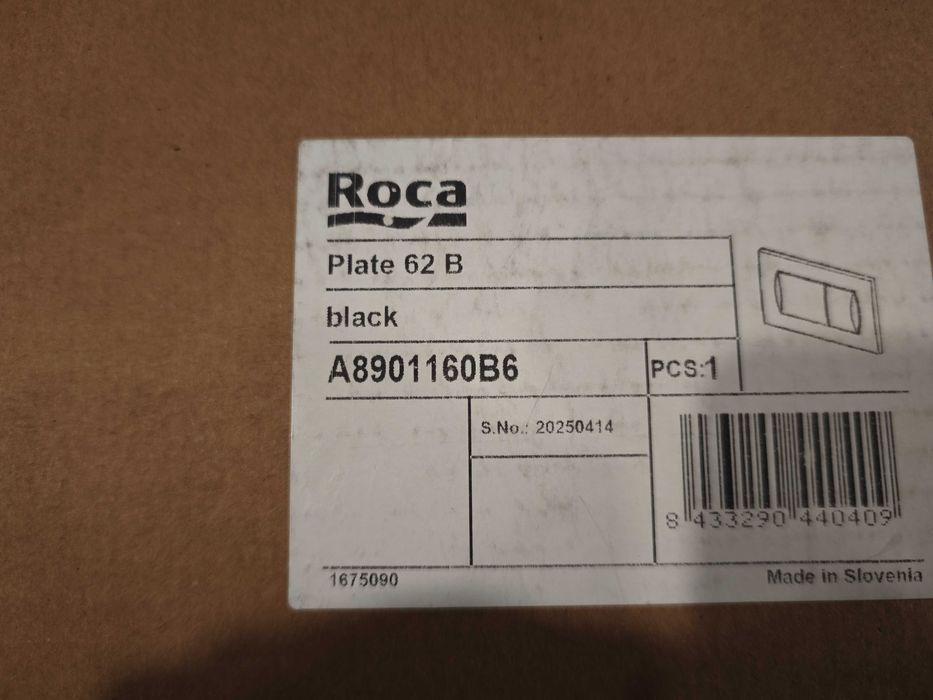 Roca
Plate 62 B
black
A8901160B6
PCS:1
S.No.: 20250414
8 433290 440409
1675090
Made in Slovenia